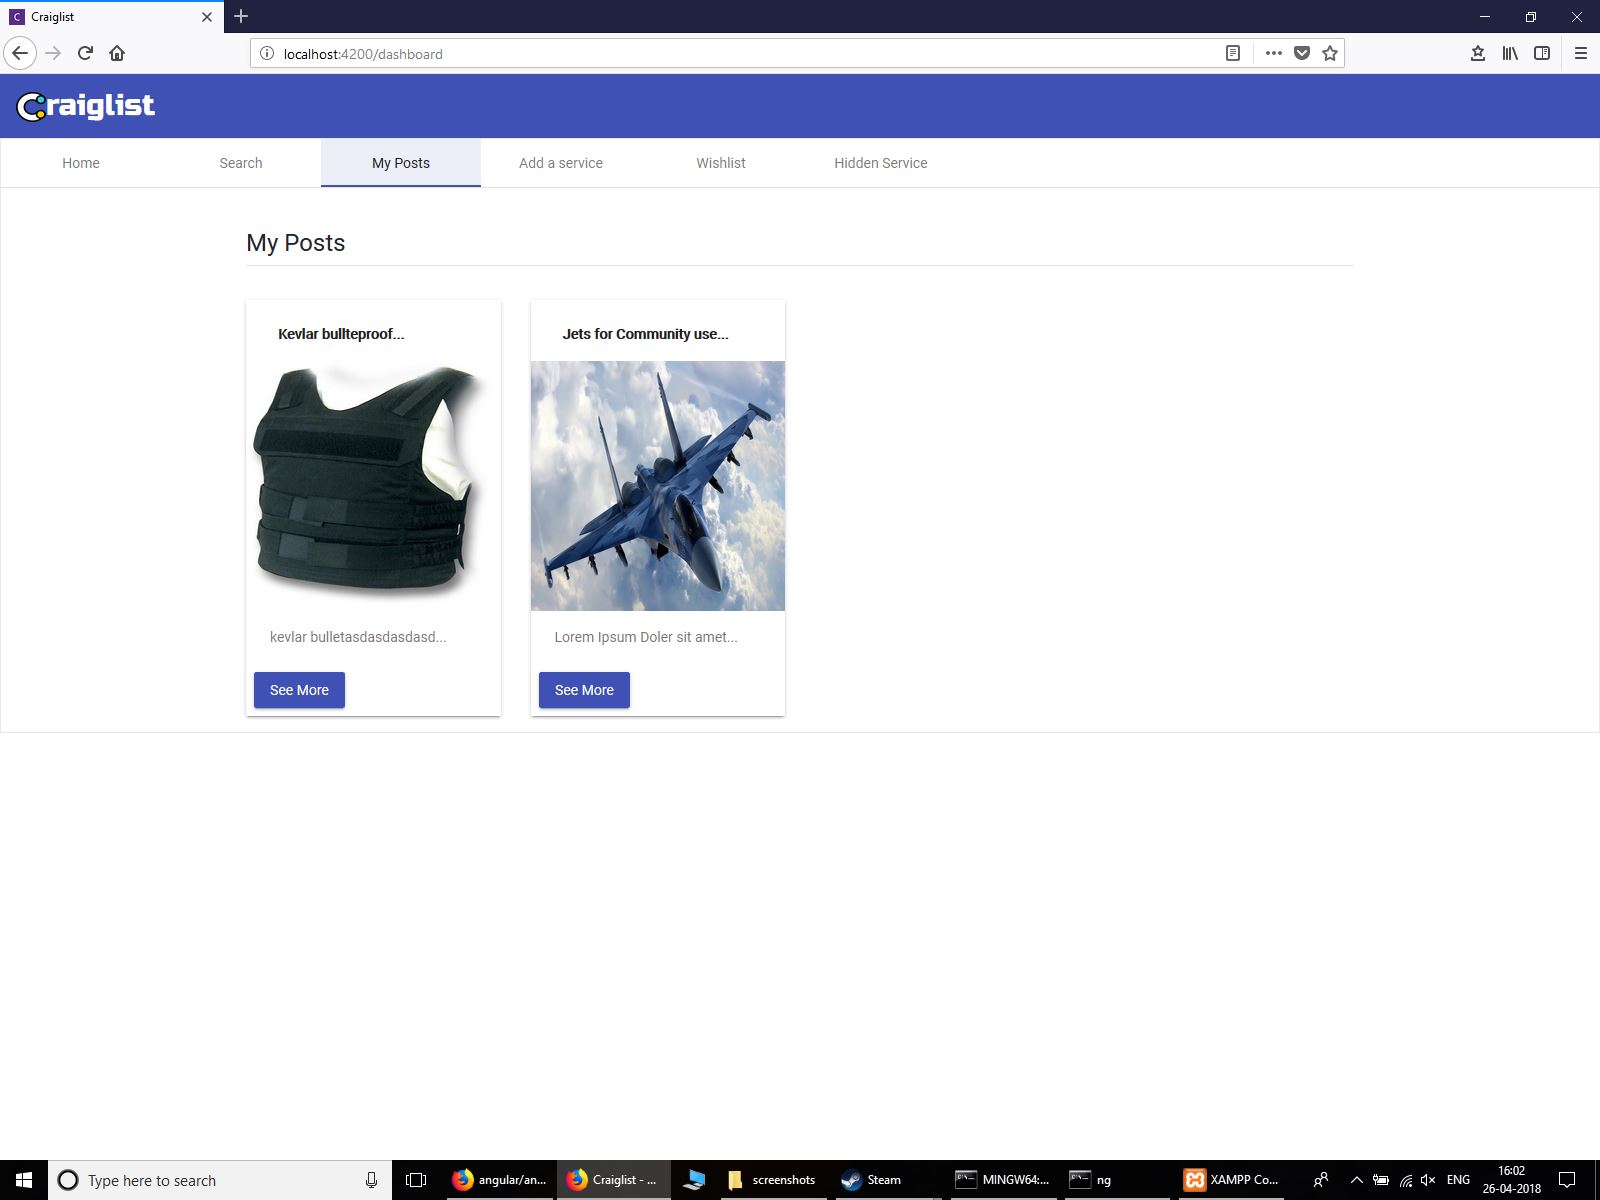 Craiglist
localhost:4200/dashboard
Craiglist
Home Search My Posts Add a service Wishlist Hidden Service
My Posts
Kevlar bullteproof...
Jets for Community use...
kevlar bulletasdasdasdasd...
Lorem Ipsum Doler sit amet...
See More
See More
Type here to search
angular/an...
Craiglist - ...
screenshots
Steam
MINGW64:...
ng
XAMPP Co...
ENG
16:02
26-04-2018